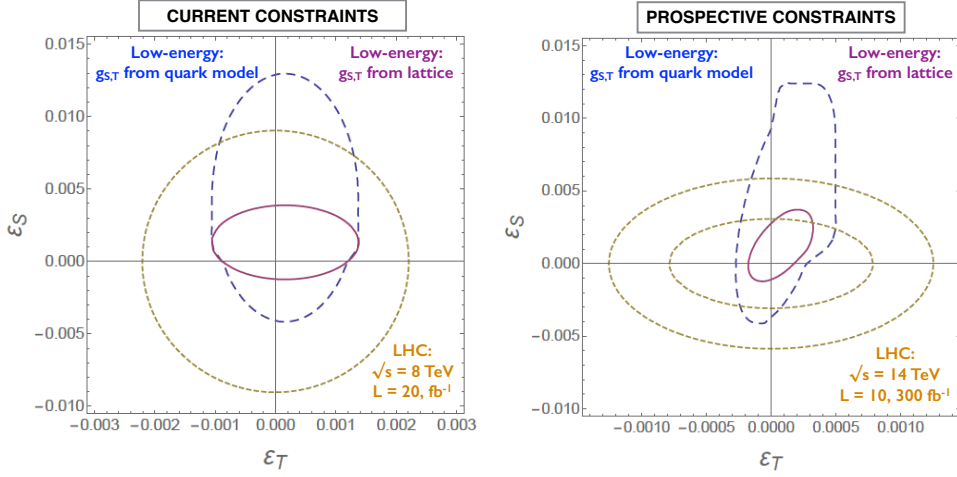 CURRENT CONSTRAINTS
Low-energy:
gS,T from quark model
Low-energy:
gS,T from lattice
0.015
0.010
0.005
0.000
-0.005
-0.010
εS
LHC:
√s = 8 TeV
L = 20, fb-1
-0.003
-0.002
-0.001
0.000
0.001
0.002
0.003
εT
PROSPECTIVE CONSTRAINTS
Low-energy:
gS,T from quark model
Low-energy:
gS,T from lattice
0.015
0.010
0.005
0.000
-0.005
-0.010
εS
LHC:
√s = 14 TeV
L = 10, 300 fb-1
-0.0010
-0.0005
0.0000
0.0005
0.0010
εT